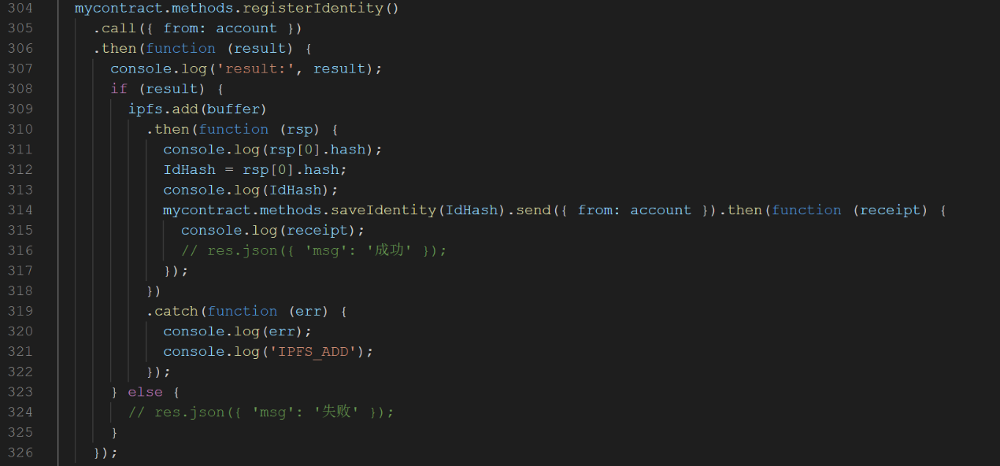 304 mycontract.methods.registerIdentity()
305 .call({ from: account })
306 .then(function (result) {
307 console.log('result:', result);
308 if (result) {
309 ipfs.add(buffer)
310 .then(function (rsp) {
311 console.log(rsp[0].hash);
312 IdHash = rsp[0].hash;
313 console.log(IdHash);
314 mycontract.methods.saveIdentity(IdHash).send({ from: account }).then(function (receipt) {
315 console.log(receipt);
316 // res.json({ 'msg': '成功' });
317 });
318 })
319 .catch(function (err) {
320 console.log(err);
321 console.log('IPFS_ADD');
322 });
323 } else {
324 // res.json({ 'msg': '失败' });
325 }
326 });